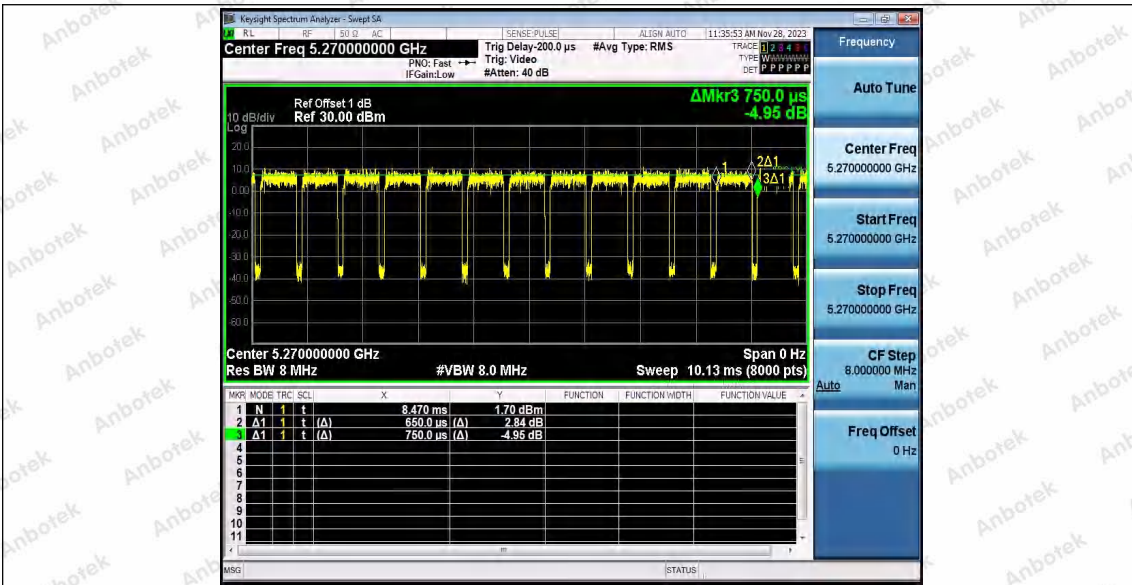 Keysight Spectrum Analyzer - Swept SA
RL RF 50 Ω AC SENSE:PULSE ALIGN AUTO 11:35:53 AM Nov 28, 2023
Center Freq 5.270000000 GHz
PNO: Fast
IFGain:Low
Trig Delay-200.0 µs
Trig: Video
#Atten: 40 dB
#Avg Type: RMS
TRACE 1 2 3 4 5 6
TYPE W
DET P P P P P P
ΔMkr3 750.0 µs
-4.95 dB
Ref Offset 1 dB
10 dB/div Ref 30.00 dBm
Log
20.0
10.0
0.00
-10.0
-20.0
-30.0
-40.0
-50.0
-60.0
1
2Δ1
3Δ1
Center 5.270000000 GHz Span 0 Hz
Res BW 8 MHz #VBW 8.0 MHz Sweep 10.13 ms (8000 pts)
MKR MODE TRC SCL X Y FUNCTION FUNCTION WIDTH FUNCTION VALUE
1 N 1 t 8.470 ms 1.70 dBm
2 Δ1 1 t (Δ) 650.0 µs (Δ) 2.84 dB
3 Δ1 1 t (Δ) 750.0 µs (Δ) -4.95 dB
4
5
6
7
8
9
10
11
MSG STATUS
Frequency
Auto Tune
Center Freq
5.270000000 GHz
Start Freq
5.270000000 GHz
Stop Freq
5.270000000 GHz
CF Step
8.000000 MHz
Auto Man
Freq Offset
0 Hz
Anbotek